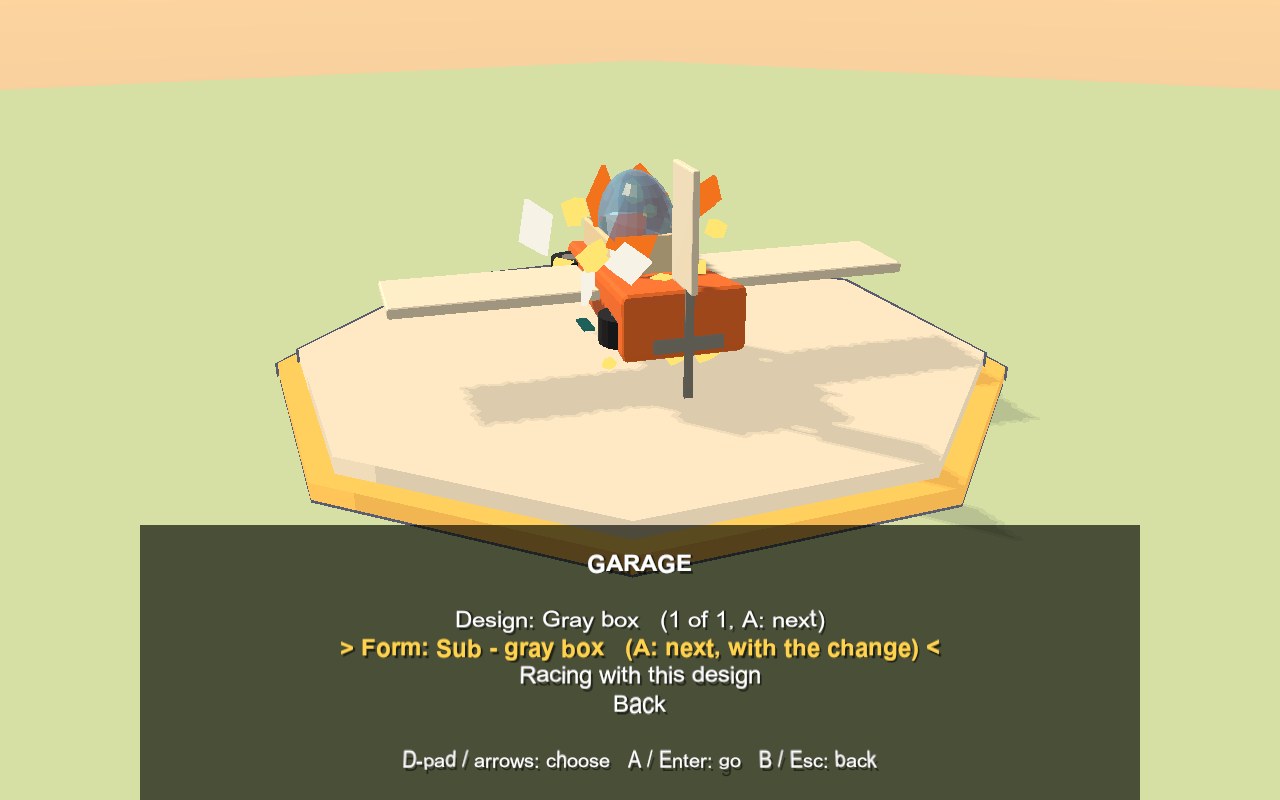 GARAGE
Design: Gray box (1 of 1, A: next)
> Form: Sub - gray box (A: next, with the change) <
Racing with this design
Back
D-pad / arrows: choose A / Enter: go B / Esc: back